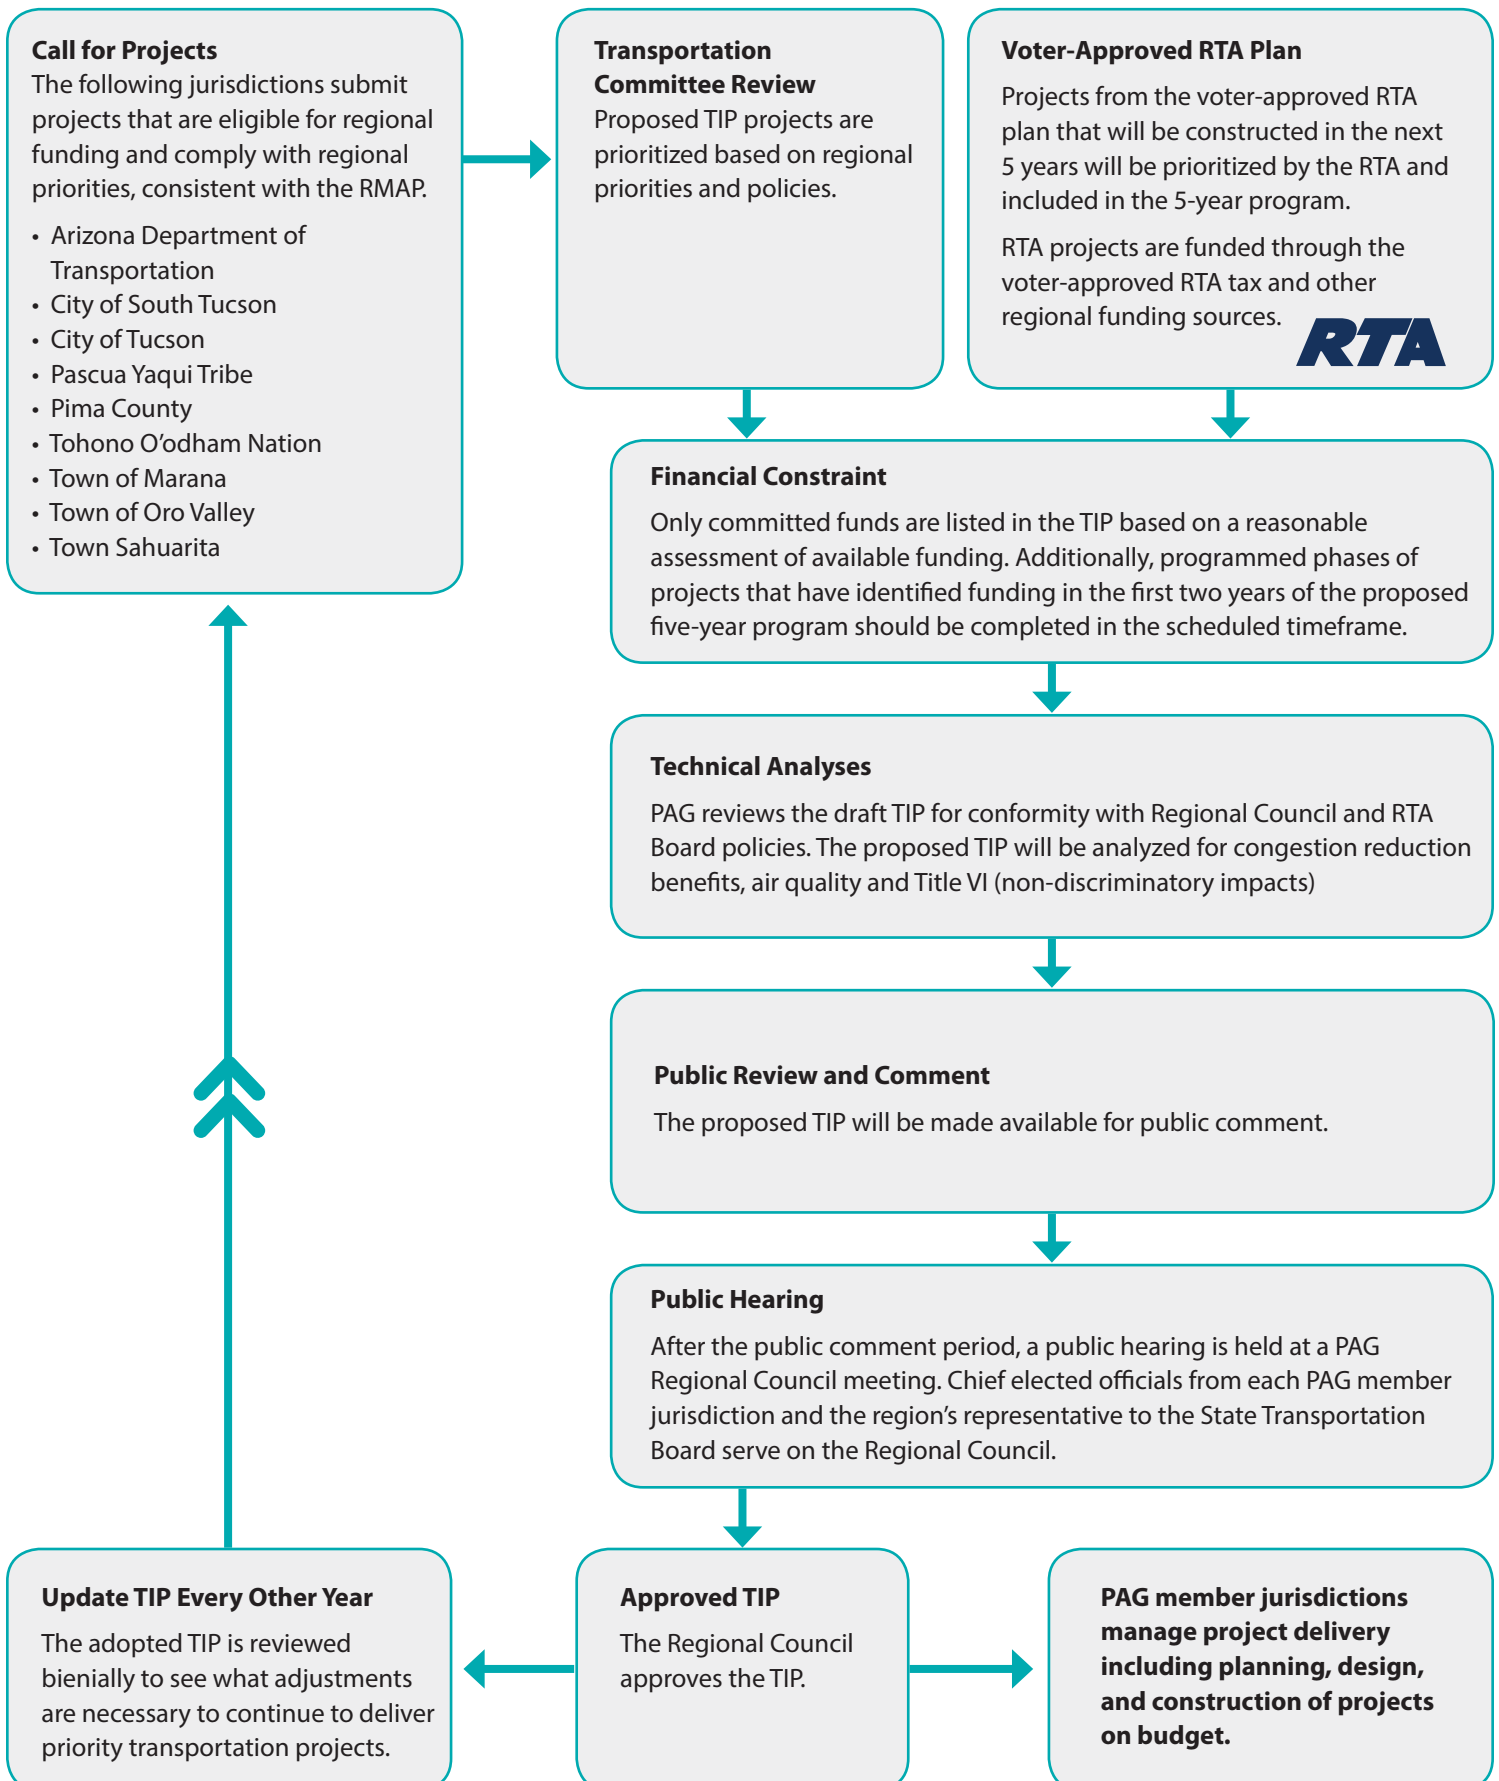 Call for Projects
The following jurisdictions submit
projects that are eligible for regional
funding and comply with regional
priorities, consistent with the RMAP.
• Arizona Department of
Transportation
• City of South Tucson
• City of Tucson
• Pascua Yaqui Tribe
• Pima County
• Tohono O’odham Nation
• Town of Marana
• Town of Oro Valley
• Town Sahuarita
Transportation
Committee Review
Proposed TIP projects are
prioritized based on regional
priorities and policies.
Voter-Approved RTA Plan
Projects from the voter-approved RTA
plan that will be constructed in the next
5 years will be prioritized by the RTA and
included in the 5-year program.
RTA projects are funded through the
voter-approved RTA tax and other
regional funding sources.
RTA
Financial Constraint
Only committed funds are listed in the TIP based on a reasonable
assessment of available funding. Additionally, programmed phases of
projects that have identified funding in the first two years of the proposed
five-year program should be completed in the scheduled timeframe.
Technical Analyses
PAG reviews the draft TIP for conformity with Regional Council and RTA
Board policies. The proposed TIP will be analyzed for congestion reduction
benefits, air quality and Title VI (non-discriminatory impacts)
Public Review and Comment
The proposed TIP will be made available for public comment.
Public Hearing
After the public comment period, a public hearing is held at a PAG
Regional Council meeting. Chief elected officials from each PAG member
jurisdiction and the region’s representative to the State Transportation
Board serve on the Regional Council.
Update TIP Every Other Year
The adopted TIP is reviewed
bienially to see what adjustments
are necessary to continue to deliver
priority transportation projects.
Approved TIP
The Regional Council
approves the TIP.
PAG member jurisdictions
manage project delivery
including planning, design,
and construction of projects
on budget.